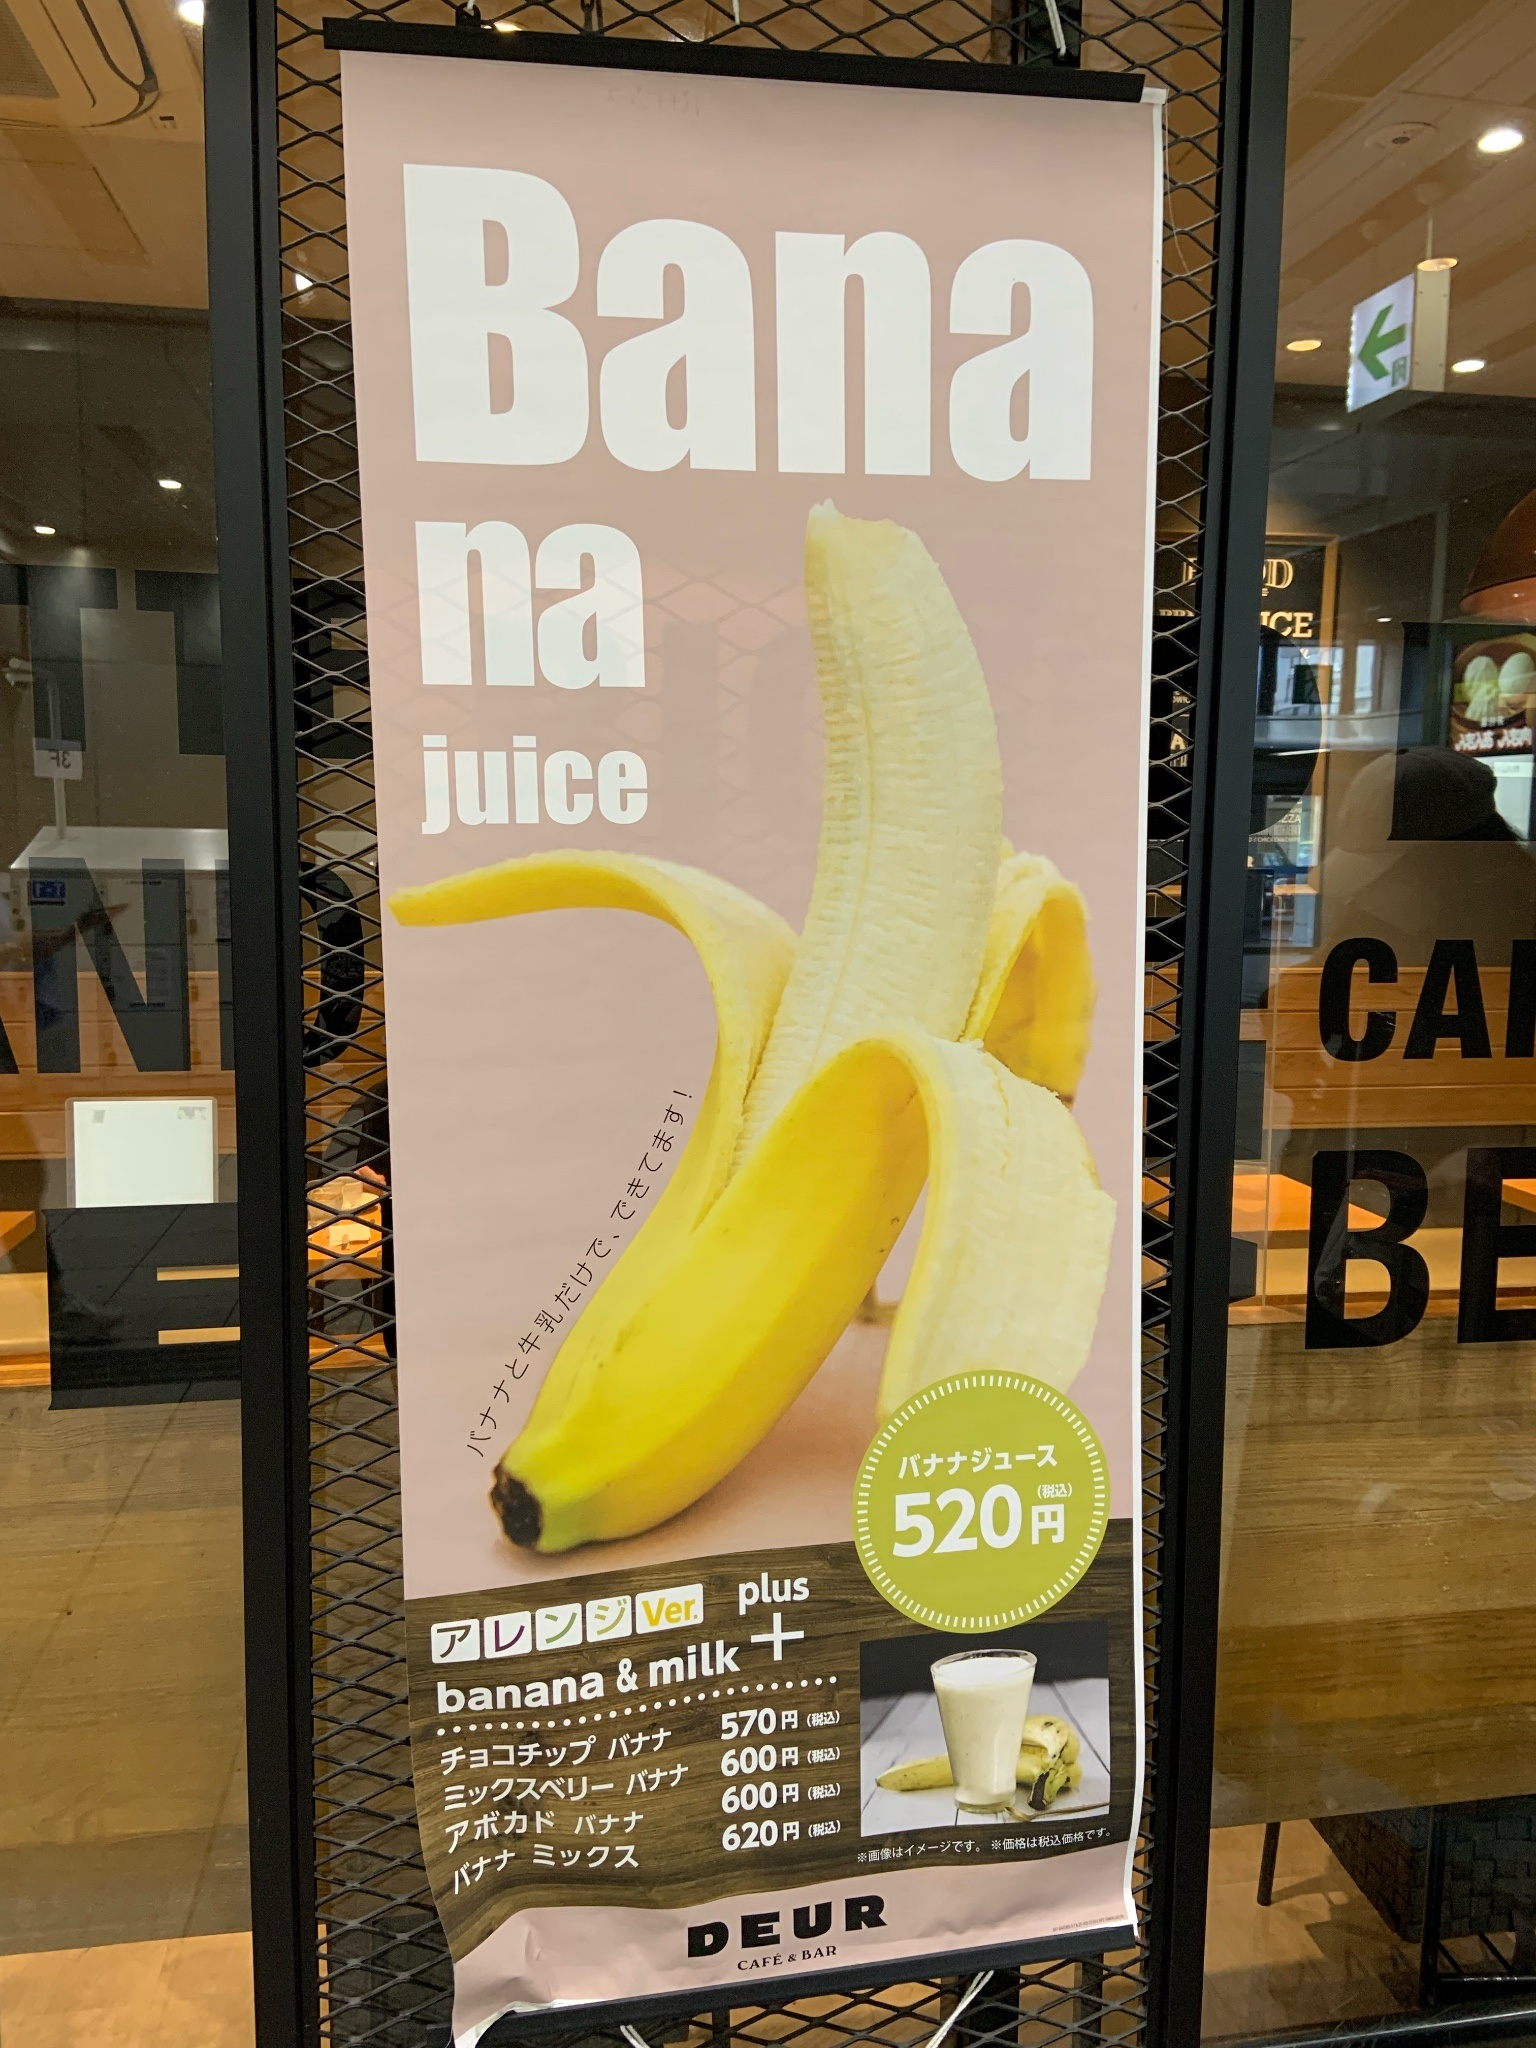 Bana
na
juice
バナナと牛乳だけで、できてます!
バナナジュース
520円(税込)
アレンジVer.
plus
banana & milk +
チョコチップ バナナ 570円(税込)
ミックスベリー バナナ 600円(税込)
アボカド バナナ 600円(税込)
バナナ ミックス 620円(税込)
※画像はイメージです。 ※価格は税込価格です。
DEUR
CAFÉ & BAR
AND
CA
BE
3F